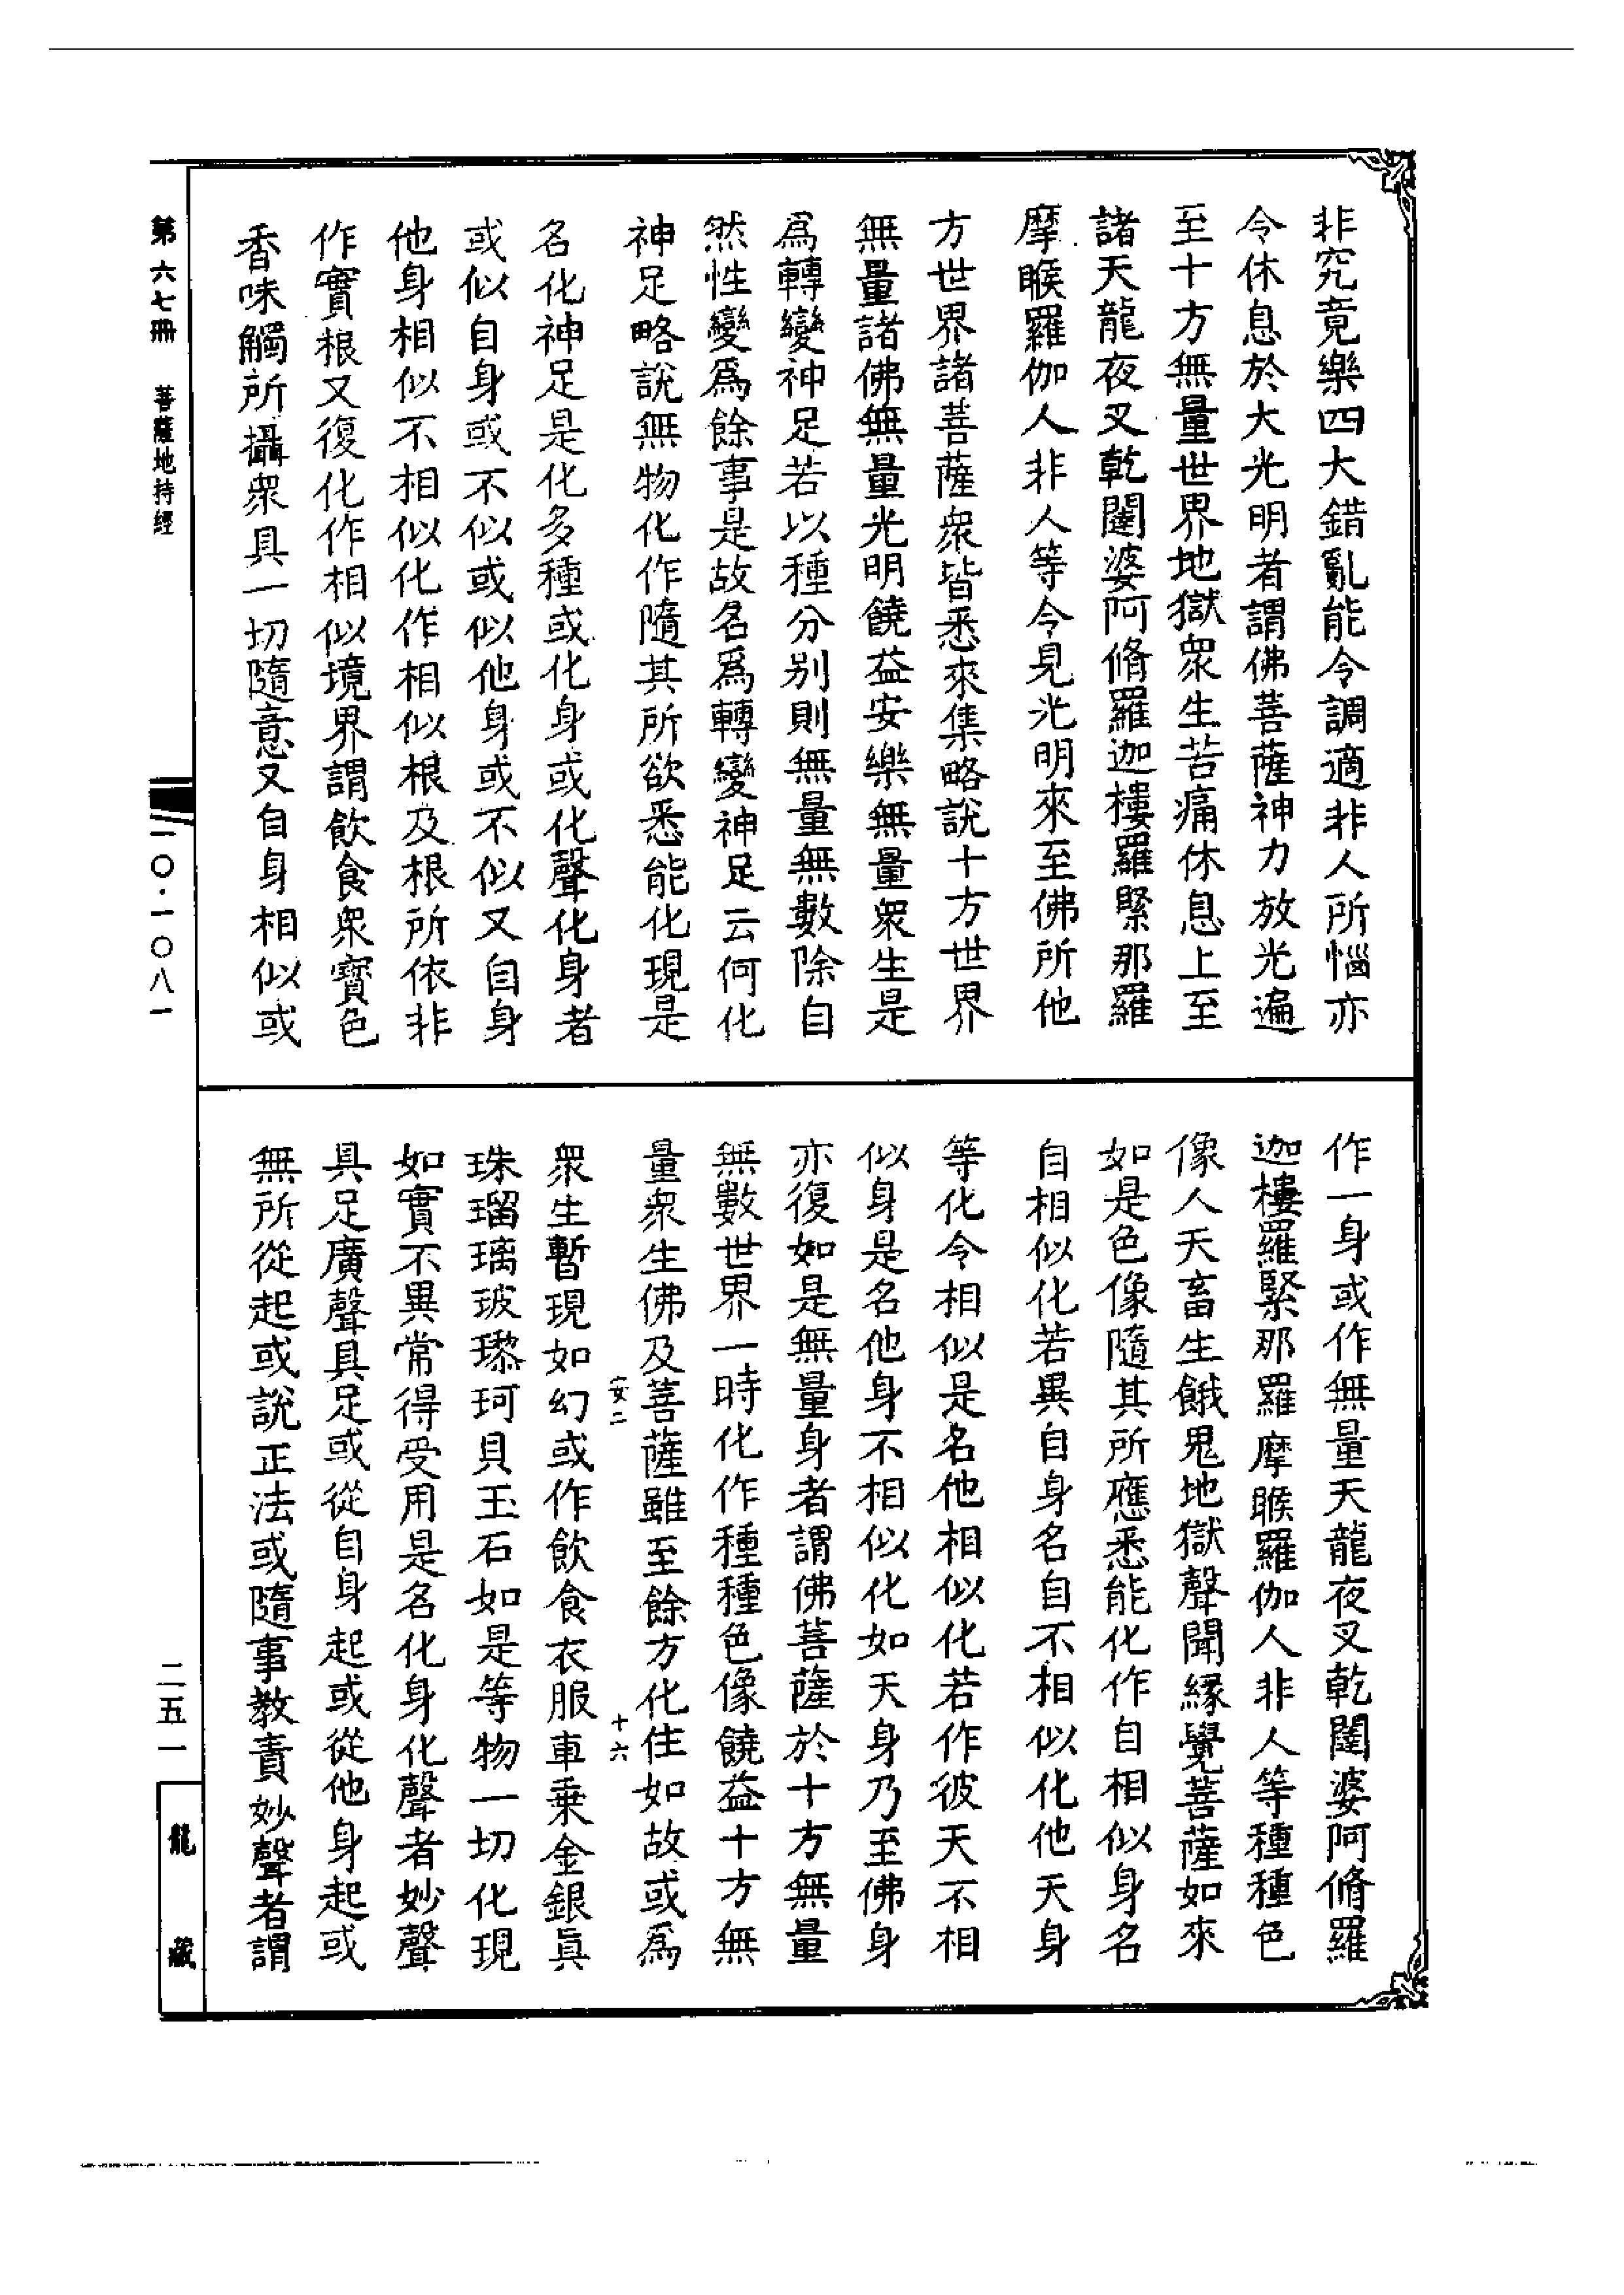 非究竟樂四大錯亂能令調適非人所惱亦
令休息於大光明者謂佛菩薩神力放光遍
至十方無量世界地獄衆生苦痛休息上至
諸天龍夜叉乾闥婆阿脩羅迦樓羅緊那羅
摩睺羅伽人非人等令見光明來至佛所他
方世界諸菩薩衆皆悉來集略說十方世界
無量諸佛無量光明饒益安樂無量衆生是
爲轉變神足若以種分别則無量無數除自
然性變爲餘事是故名爲轉變神足云何化
神足略說無物化作隨其所欲悉能化現是
名化神足是化多種或化身或化聲化身者
或似自身或不似或似他身或不似又自身
他身相似不相似化作相似根及根所依非
作實根又復化作相似境界謂飲食衆寶色
香味觸所攝衆具一切隨意又自身相似或
作一身或作無量天龍夜叉乾闥婆阿脩羅
迦樓羅緊那羅摩睺羅伽人非人等種種色
像人天畜生餓鬼地獄聲聞緣覺菩薩如來
如是色像隨其所應悉能化作自相似身名
自相似化若異自身名自不相似化他天身
等化令相似是名他相似化若作彼天不相
似身是名他身不相似化如天身乃至佛身
亦復如是無量身者謂佛菩薩於十方無量
無數世界一時化作種種色像饒益十方無
量衆生佛及菩薩雖至餘方化住如故或爲
安二 十六
衆生暫現如幻或作飲食衣服車乗金銀眞
珠瑠璃玻瓈珂貝玉石如是等物一切化現
如實不異常得受用是名化身化聲者妙聲
具足廣聲具足或從自身起或從他身起或
無所從起或說正法或隨事教責妙聲者謂
第六七冊 菩薩地持經
一〇·一〇八一
二五一
龍藏